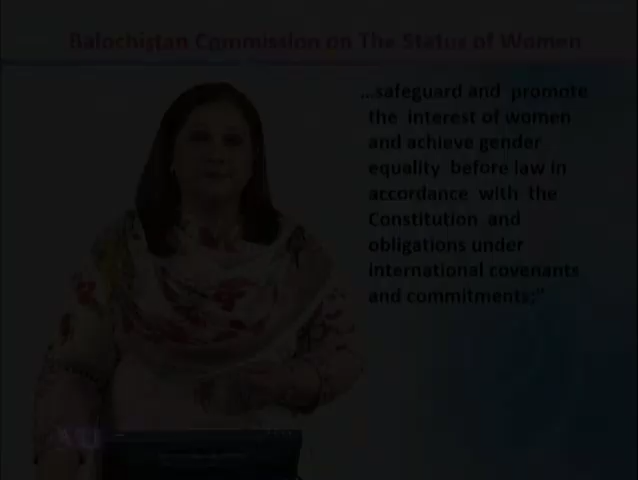 Balochistan Commission on The Status of Women
...safeguard and promote
the interest of women
and achieve gender
equality before law in
accordance with the
Constitution and
obligations under
international covenants
and commitments;"